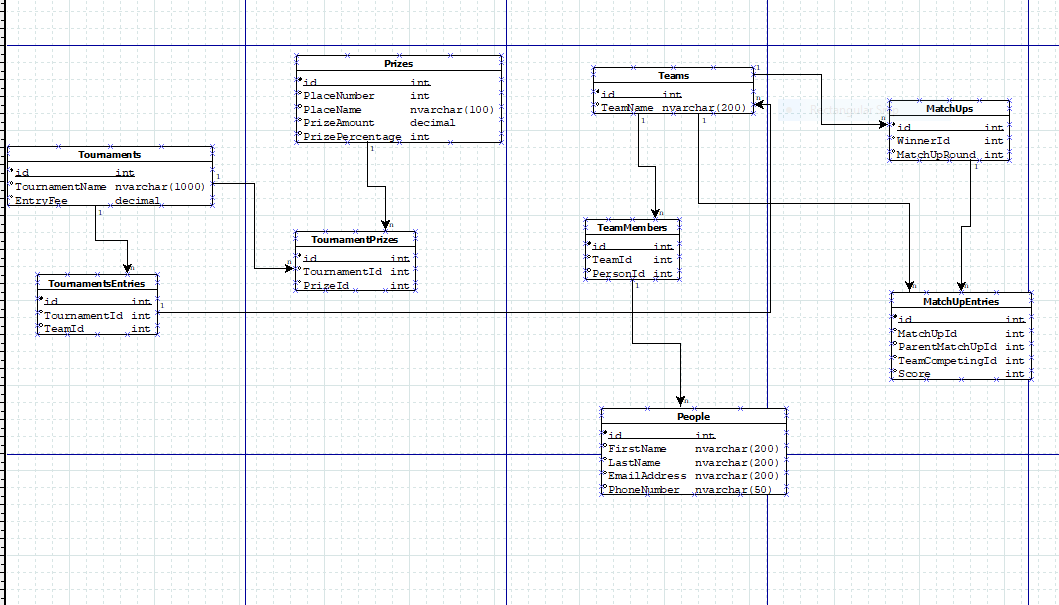 Prizes
id int
PlaceNumber int
PlaceName nvarchar(100)
PrizeAmount decimal
PrizePercentage int
1
Teams
id int
TeamName nvarchar(200)
1
n
1
1
Rectangular
MatchUps
n
id int
WinnerId int
MatchUpRound int
1
Tournaments
id int
TournamentName nvarchar(1000)
EntryFee decimal
1
1
n
TournamentPrizes
n
id int
TournamentId int
PrizeId int
n
TeamMembers
id int
TeamId int
PersonId int
1
n
TournamentsEntries
id int
TournamentId int
TeamId int
1
n
n
MatchUpEntries
id int
MatchUpId int
ParentMatchUpId int
TeamCompetingId int
Score int
n
People
id int
FirstName nvarchar(200)
LastName nvarchar(200)
EmailAddress nvarchar(200)
PhoneNumber nvarchar(50)